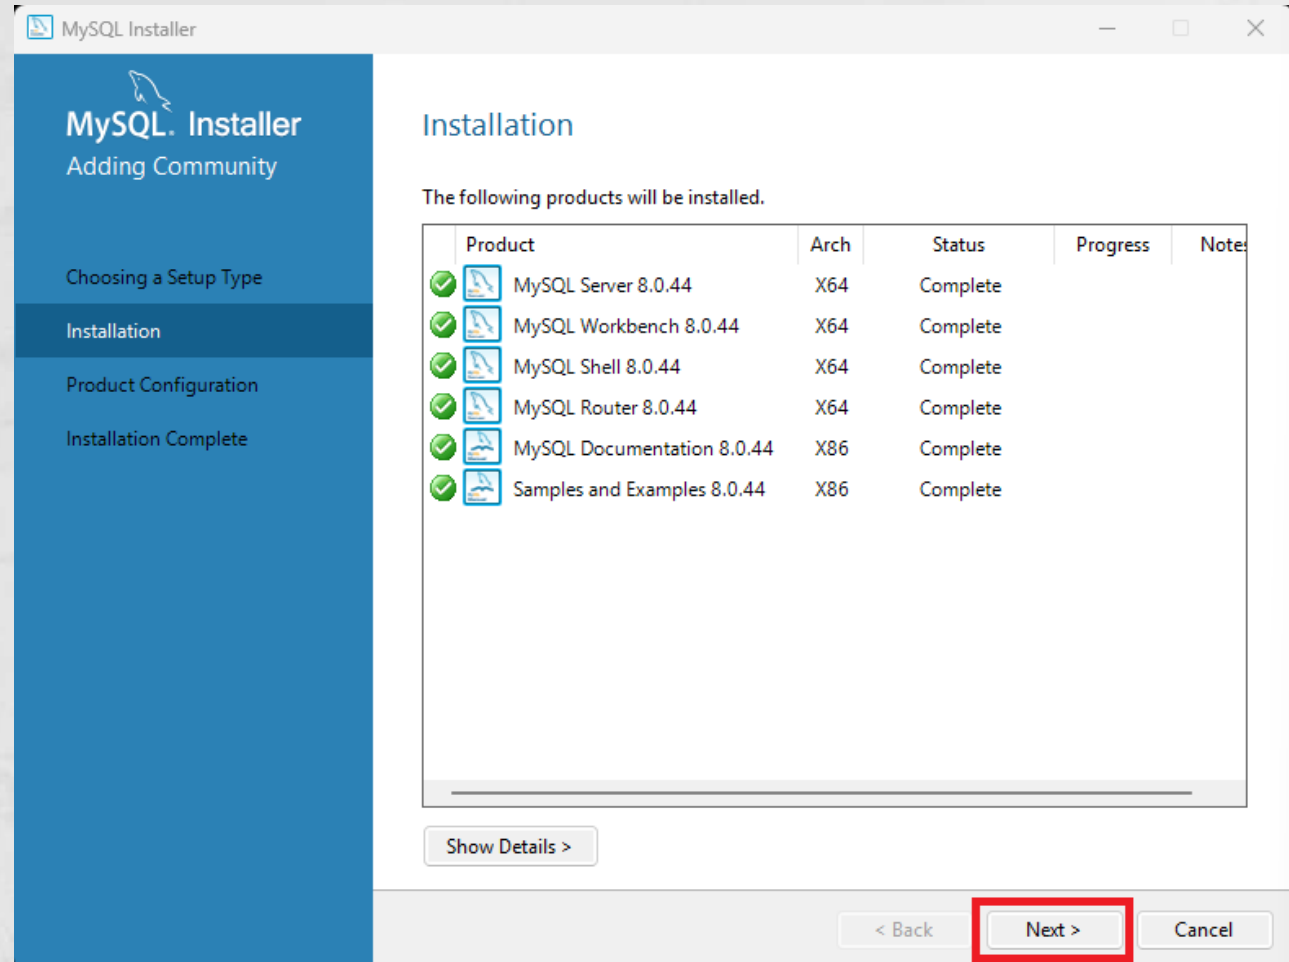 MySQL Installer
MySQL. Installer
Adding Community
Choosing a Setup Type
Installation
Product Configuration
Installation Complete
Installation
The following products will be installed.
Product Arch Status Progress Notes
MySQL Server 8.0.44 X64 Complete
MySQL Workbench 8.0.44 X64 Complete
MySQL Shell 8.0.44 X64 Complete
MySQL Router 8.0.44 X64 Complete
MySQL Documentation 8.0.44 X86 Complete
Samples and Examples 8.0.44 X86 Complete
Show Details >
< Back Next > Cancel